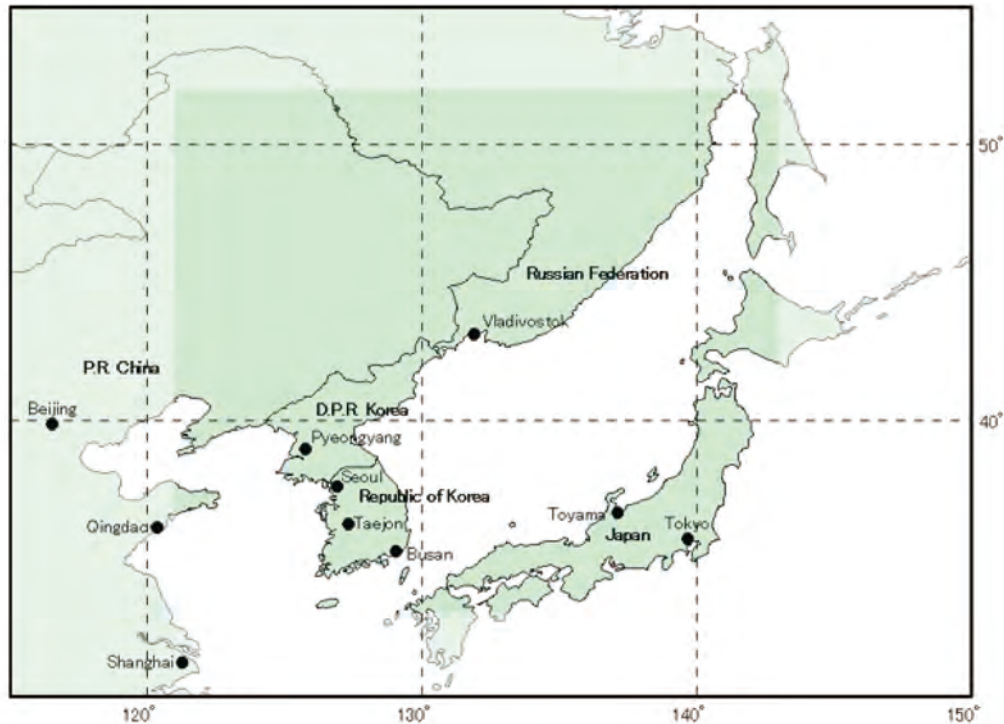 50°
Russian Federation
Vladivostok
P.R. China
Beijing
D.P.R. Korea
40°
Pyeongyang
Seoul
Republic of Korea
Toyama
Tokyo
Qingdao
Taejon
Japan
Busan
Shanghai
120°
130°
140°
150°